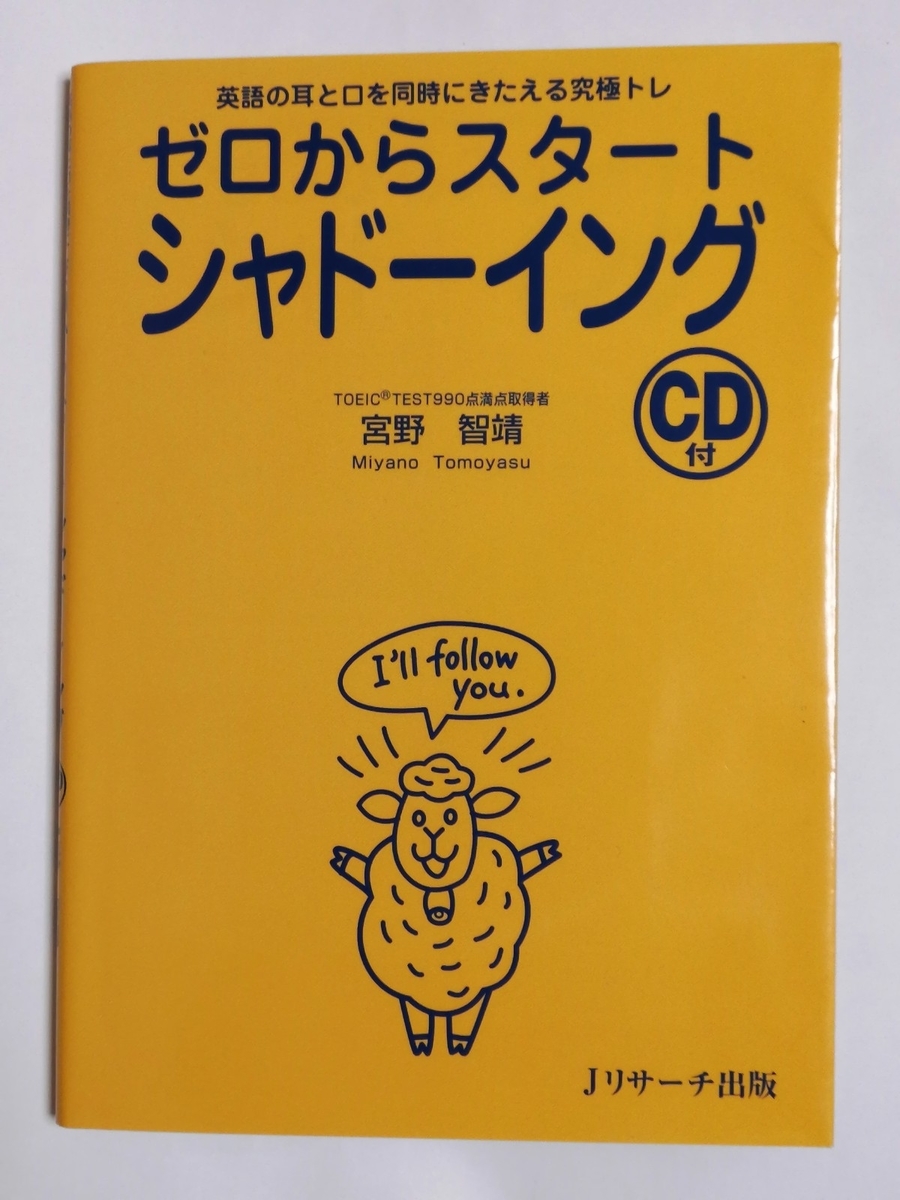 英語の耳と口を同時にきたえる究極トレ
ゼロからスタート
シャドーイング
CD
付
TOEIC®TEST990点満点取得者
宮野 智靖
Miyano Tomoyasu
I'll follow
you.
Jリサーチ出版